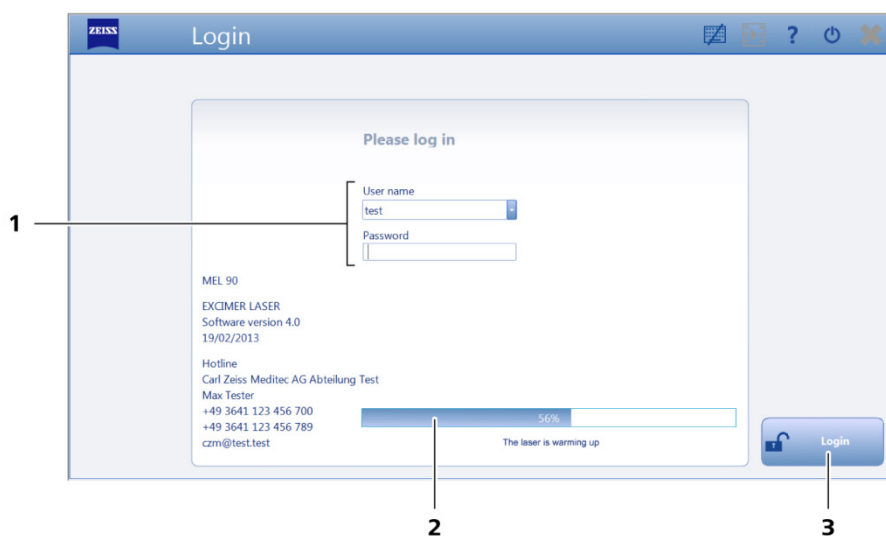 ZEISS
Login
?
Please log in
User name
test
Password
1
MEL 90
EXCIMER LASER
Software version 4.0
19/02/2013
Hotline
Carl Zeiss Meditec AG Abteilung Test
Max Tester
+49 3641 123 456 700
+49 3641 123 456 789
czm@test.test
56%
The laser is warming up
Login
2
3